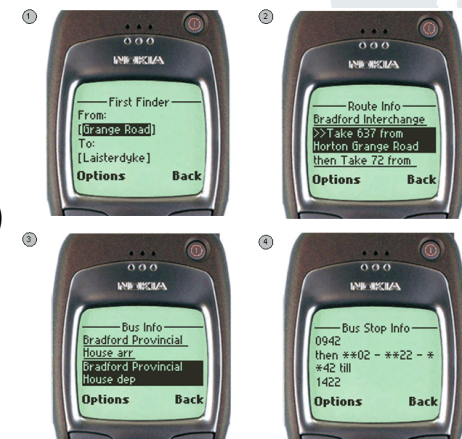 1
NOKIA
First Finder
From:
[Grange Road]
To:
[Laisterdyke]
Options Back
2
NOKIA
Route Info
Bradford Interchange
>>Take 637 from
Horton Grange Road
then Take 72 from
Options Back
3
NOKIA
Bus Info
Bradford Provincial
House arr
Bradford Provincial
House dep
Options Back
4
NOKIA
Bus Stop Info
0942
then **02 - **22 - *
*42 till
1422
Options Back